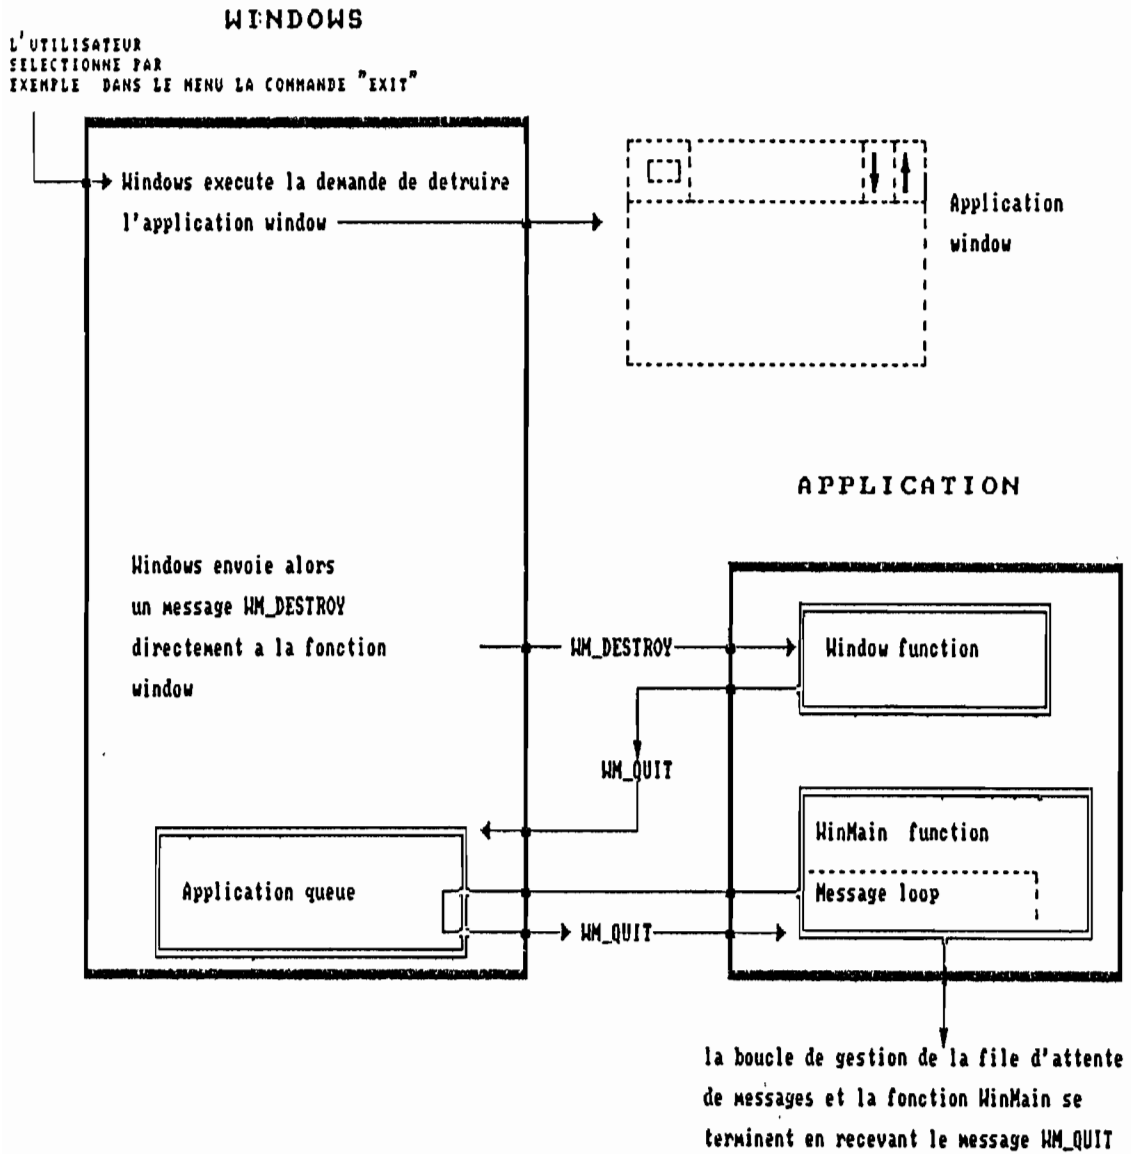 WINDOWS
L'UTILISATEUR
SELECTIONNE PAR
EXEMPLE DANS LE MENU LA COMMANDE "EXIT"
Windows execute la demande de detruire
l'application window
Application
window
APPLICATION
Windows envoie alors
un message WM_DESTROY
directement a la fonction
window
WM_DESTROY
Window function
WM_QUIT
WinMain function
Message loop
Application queue
WM_QUIT
la boucle de gestion de la file d'attente
de messages et la fonction WinMain se
terminent en recevant le message WM_QUIT